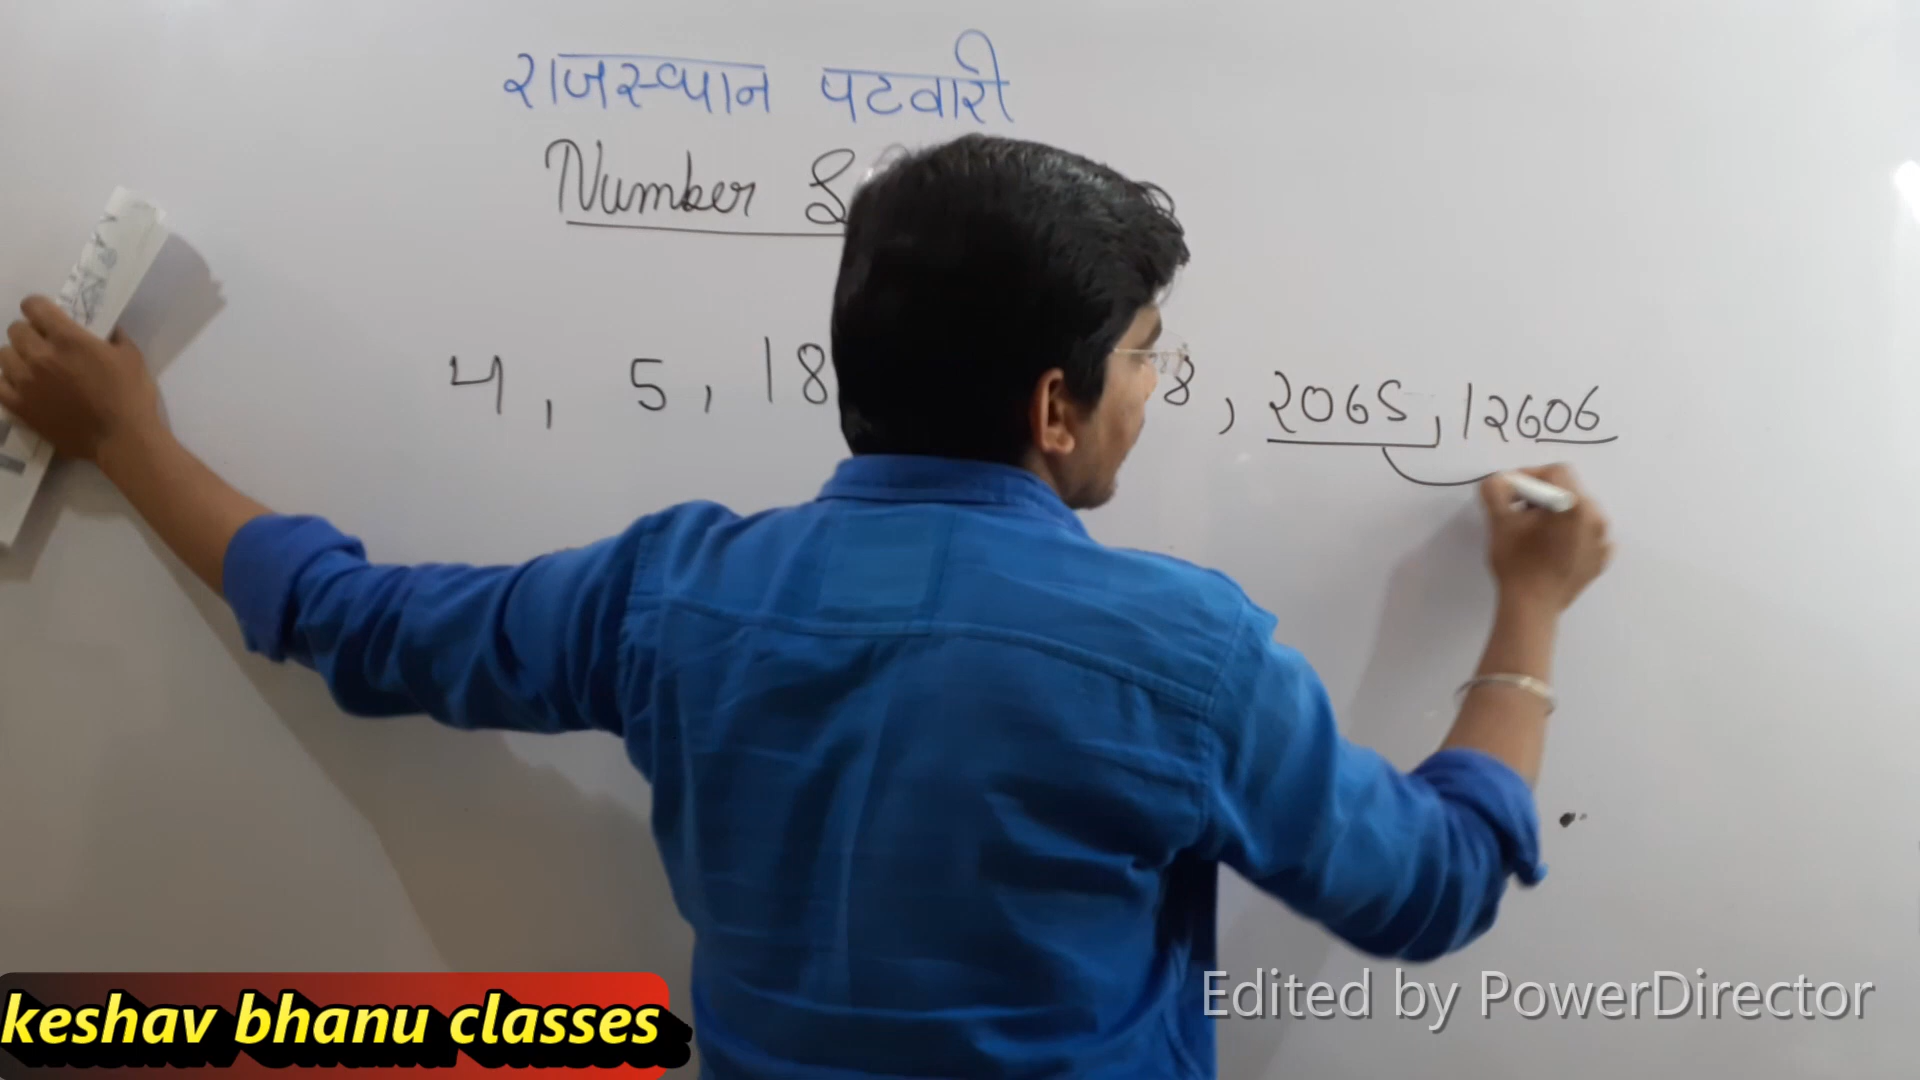 राजस्थान पटवारी
Number
4, 5, 18 8, 2065, 12606
keshav bhanu classes
Edited by PowerDirector